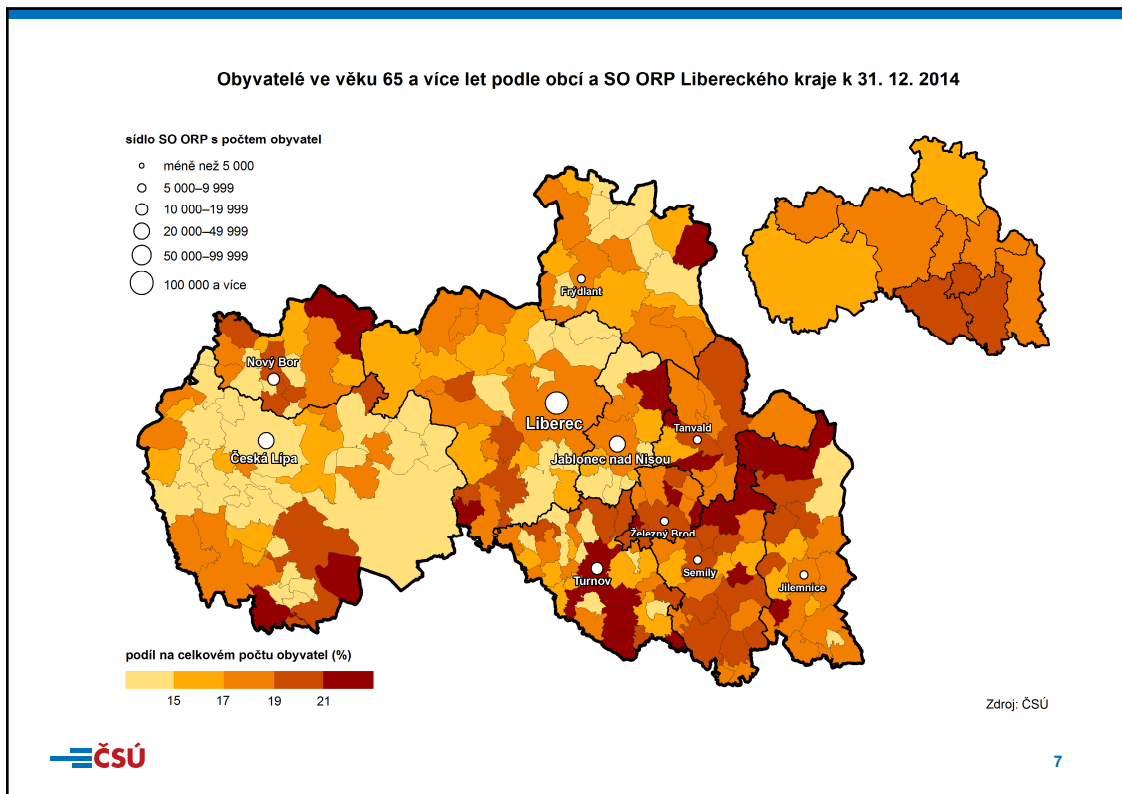 Obyvatelé ve věku 65 a více let podle obcí a SO ORP Libereckého kraje k 31. 12. 2014
sídlo SO ORP s počtem obyvatel
méně než 5 000
5 000–9 999
10 000–19 999
20 000–49 999
50 000–99 999
100 000 a více
Frýdlant
Nový Bor
Liberec
Tanvald
Česká Lípa
Jablonec nad Nisou
Železný Brod
Semily
Turnov
Jilemnice
podíl na celkovém počtu obyvatel (%)
15 17 19 21
Zdroj: ČSÚ
ČSÚ
7